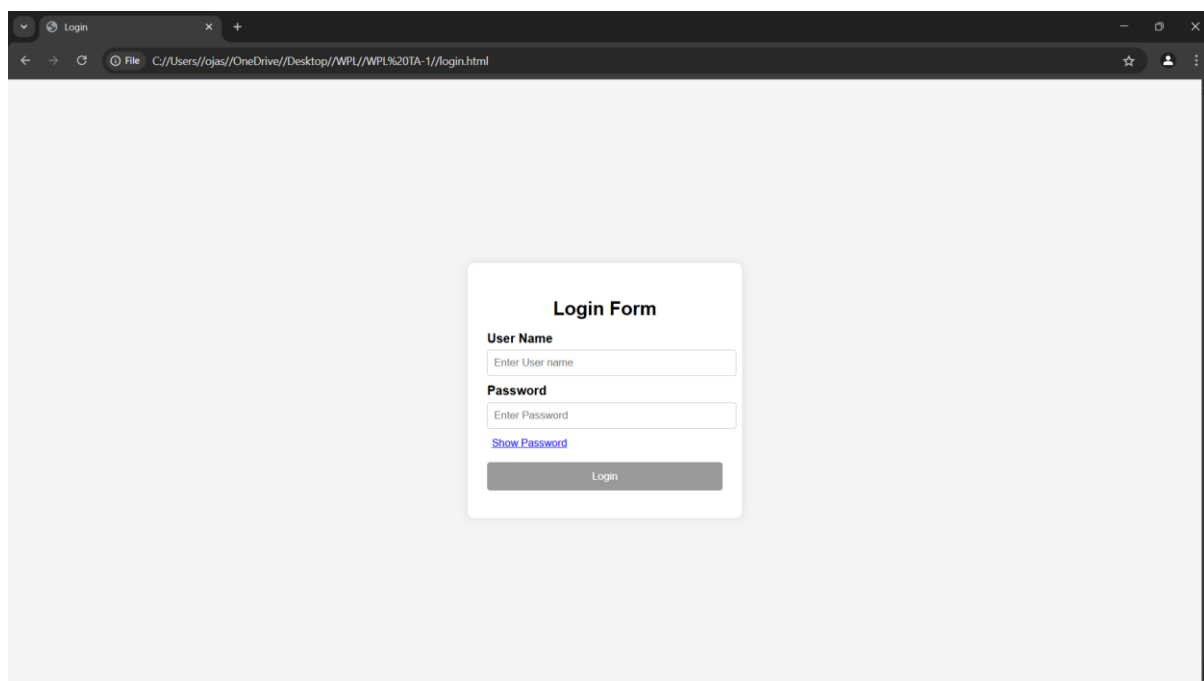 Login
File C://Users//ojas//OneDrive//Desktop//WPL//WPL%20TA-1//login.html
Login Form
User Name
Enter User name
Password
Enter Password
Show Password
Login